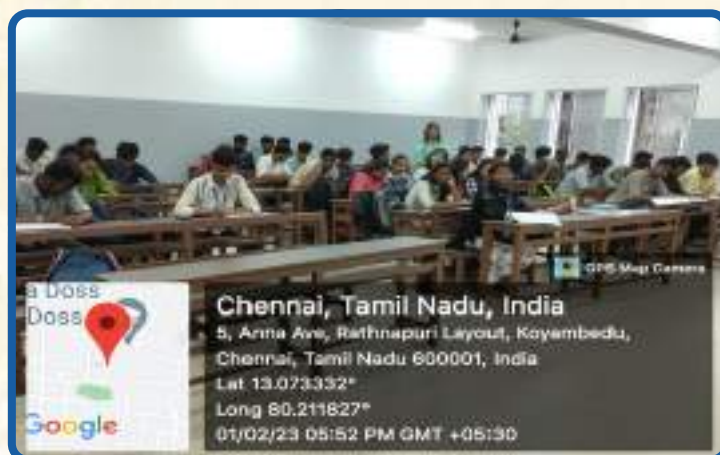 GPS Map Camera
a Doss
Doss
Google
Chennai, Tamil Nadu, India
5, Anna Ave, Rathnapuri Layout, Koyambedu,
Chennai, Tamil Nadu 600001, India
Lat 13.073332°
Long 80.211827°
01/02/23 05:52 PM GMT +05:30